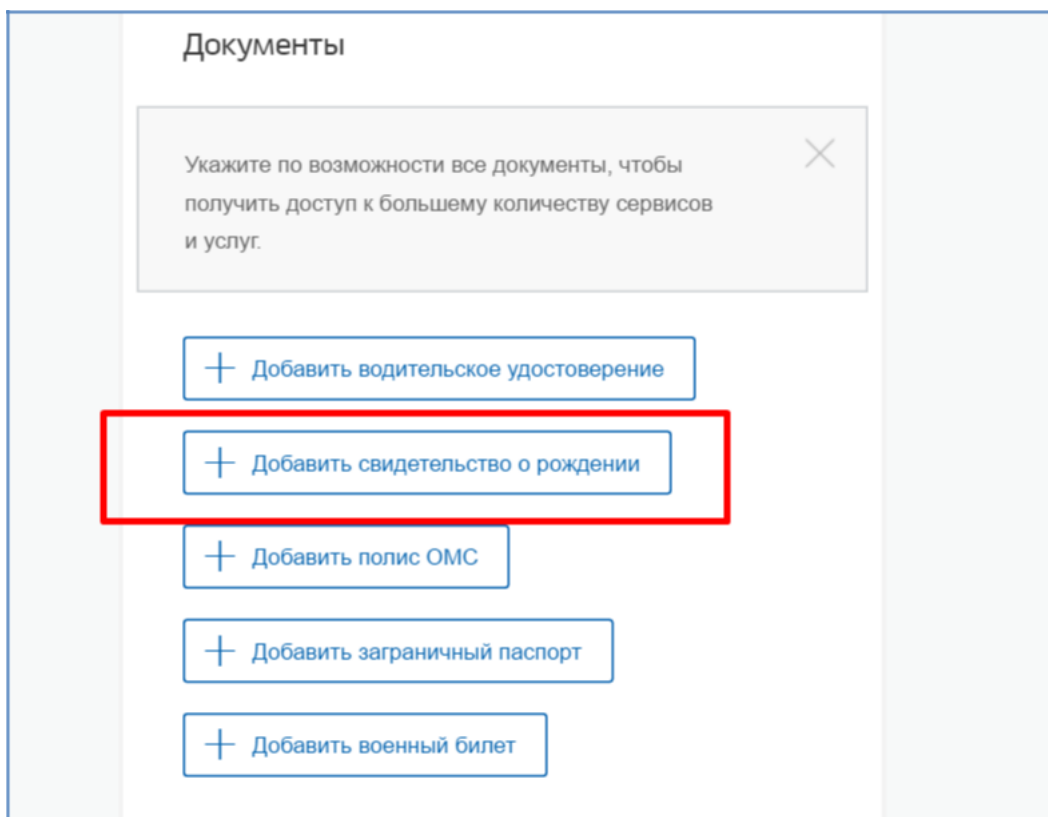 Документы
Укажите по возможности все документы, чтобы
получить доступ к большему количеству сервисов
и услуг.
Добавить водительское удостоверение
Добавить свидетельство о рождении
Добавить полис ОМС
Добавить заграничный паспорт
Добавить военный билет